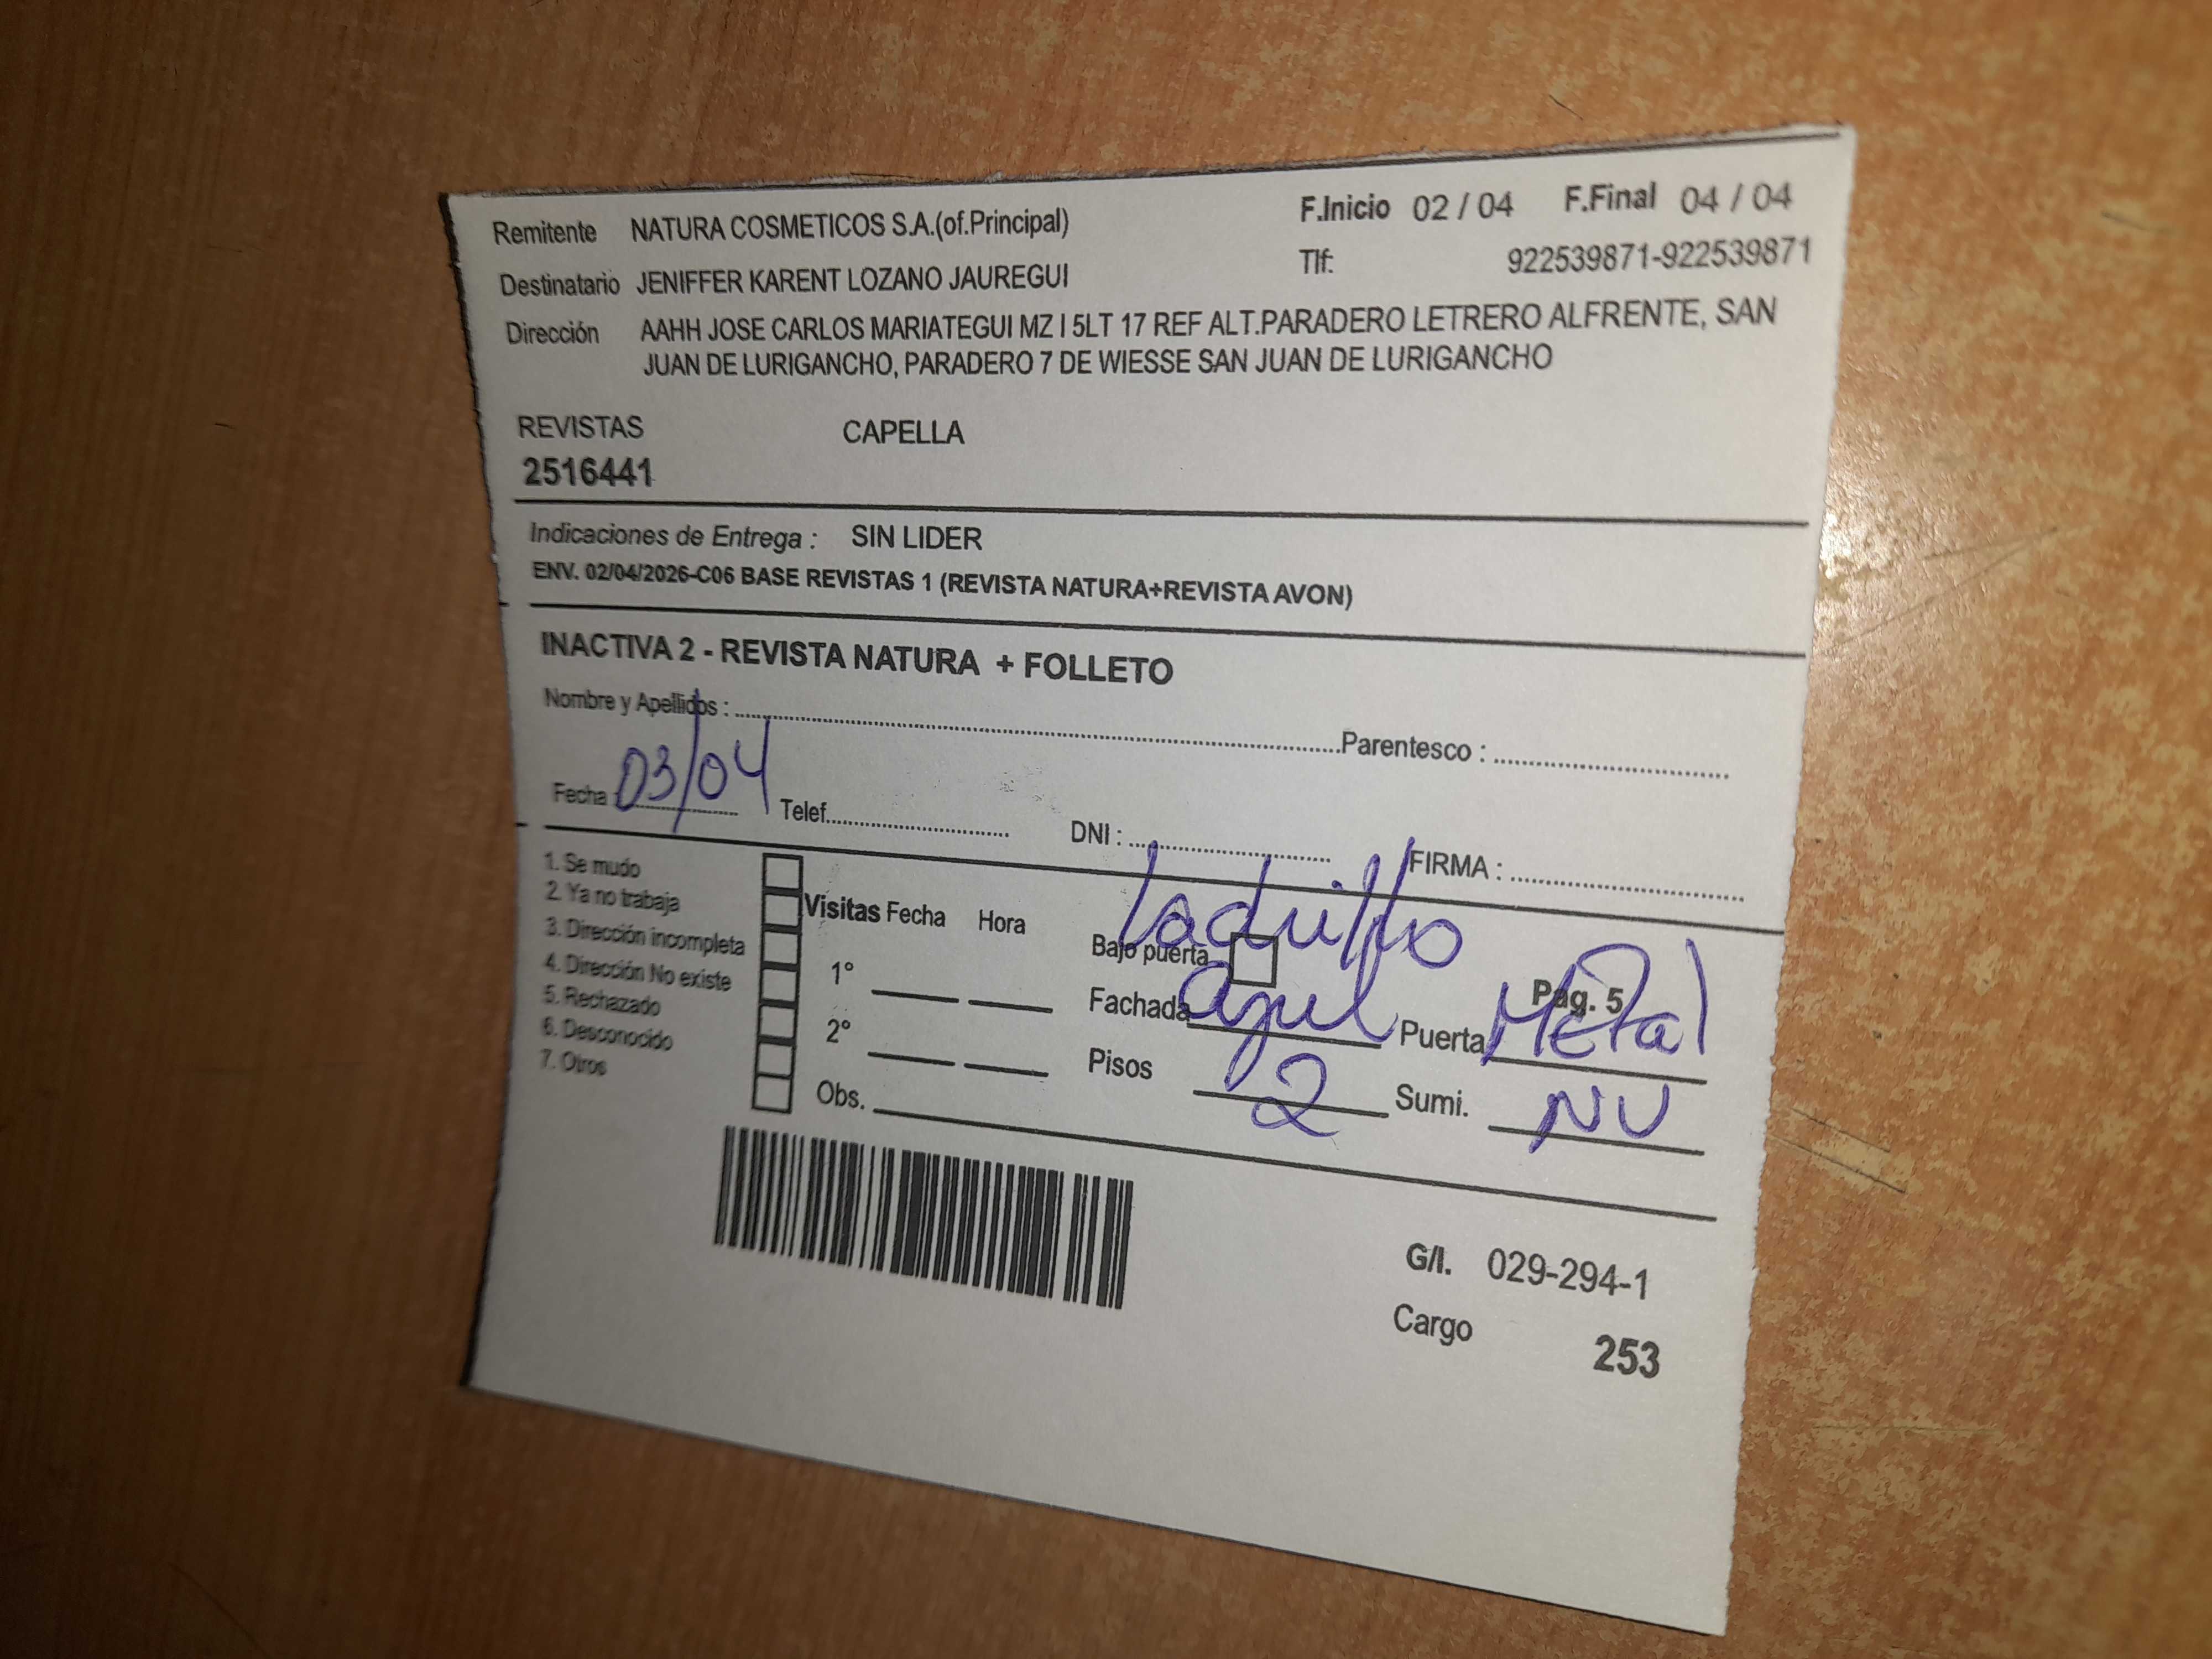 Remitente NATURA COSMETICOS S.A.(of.Principal) F.Inicio 02 / 04 F.Final 04 / 04
Destinatario JENIFFER KARENT LOZANO JAUREGUI Tlf: 922539871-922539871
Dirección AAHH JOSE CARLOS MARIATEGUI MZ I 5LT 17 REF ALT.PARADERO LETRERO ALFRENTE, SAN
JUAN DE LURIGANCHO, PARADERO 7 DE WIESSE SAN JUAN DE LURIGANCHO
REVISTAS CAPELLA
2516441
Indicaciones de Entrega : SIN LIDER
ENV. 02/04/2026-C06 BASE REVISTAS 1 (REVISTA NATURA+REVISTA AVON)
INACTIVA 2 - REVISTA NATURA + FOLLETO
Nombre y Apellidos : Parentesco :
Fecha : 03/04 Telef. DNI : FIRMA :
1. Se mudo
2. Ya no trabaja
3. Dirección incompleta
4. Dirección No existe
5. Rechazado
6. Desconocido
7. Otros
Visitas Fecha Hora
1°
2°
Obs.
ladrillo
Bajo puerta
Pag. 5
Fachada azul Puerta Metal
Pisos 2 Sumi. NV
G/I. 029-294-1
Cargo 253